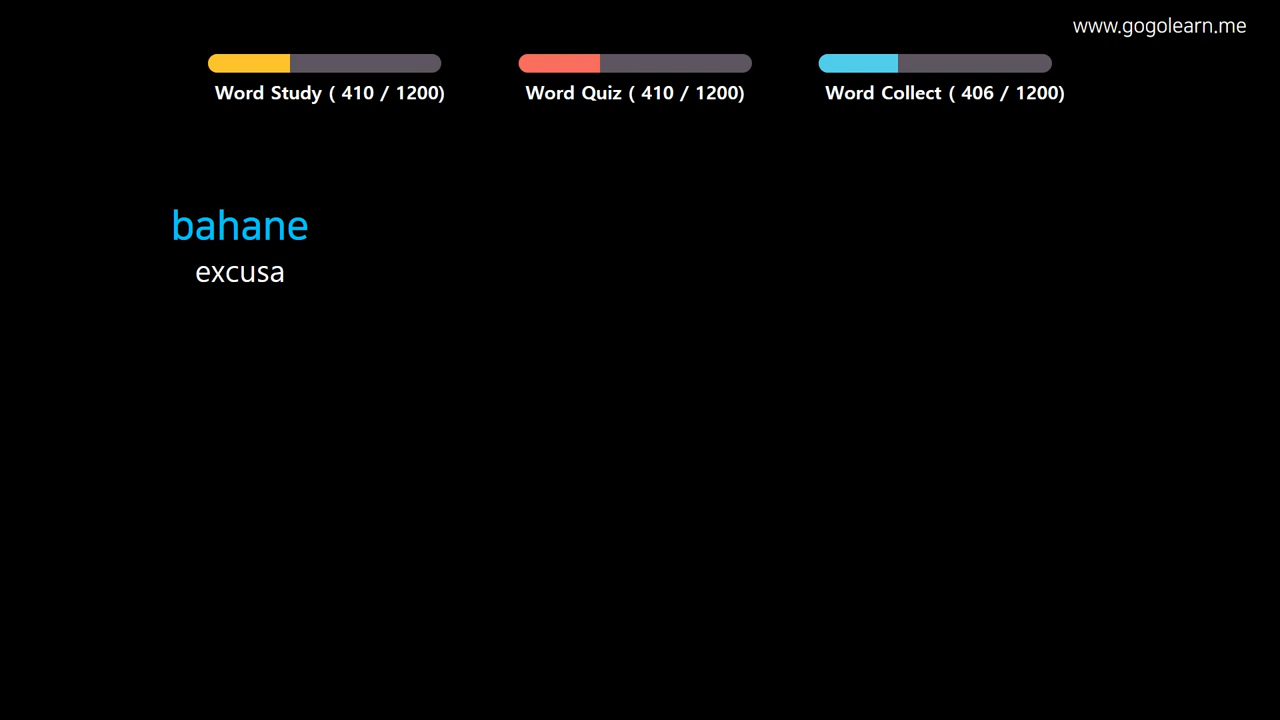 www.gogolearn.me
Word Study ( 410 / 1200)
Word Quiz ( 410 / 1200)
Word Collect ( 406 / 1200)
bahane
excusa